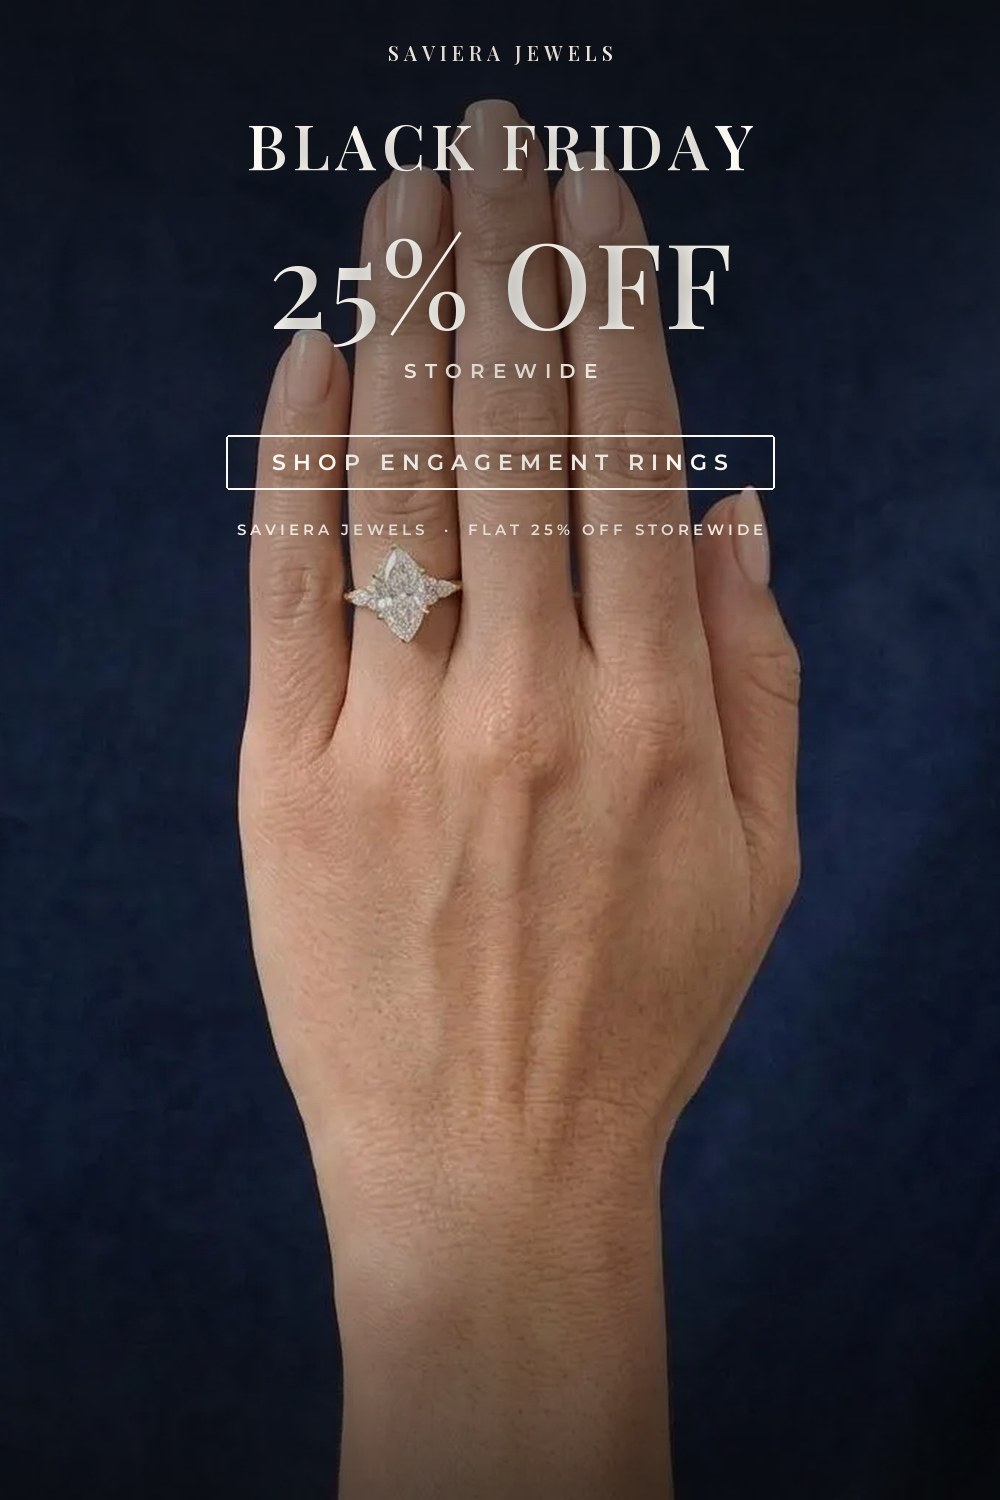 SAVIERA JEWELS
BLACK FRIDAY
25% OFF
STOREWIDE
SHOP ENGAGEMENT RINGS
SAVIERA JEWELS · FLAT 25% OFF STOREWIDE